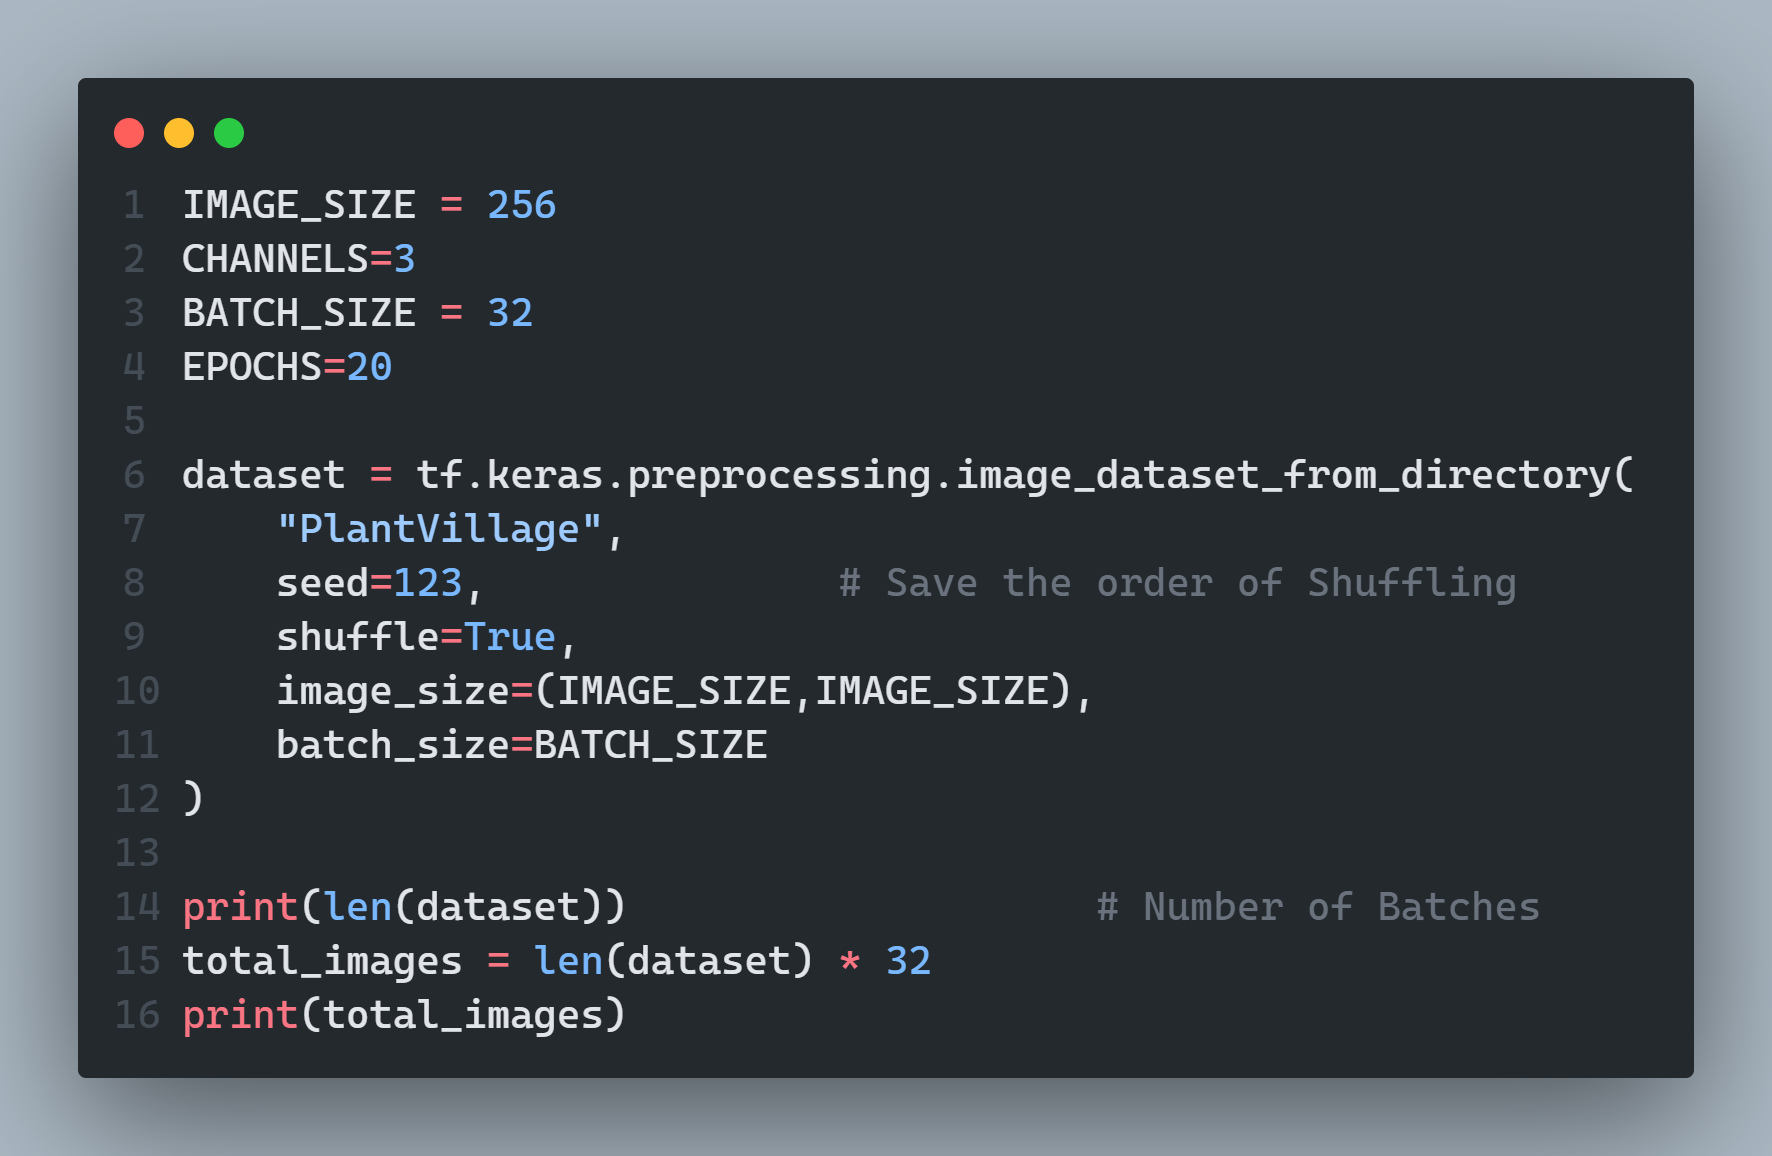 1 IMAGE_SIZE = 256
2 CHANNELS=3
3 BATCH_SIZE = 32
4 EPOCHS=20
5
6 dataset = tf.keras.preprocessing.image_dataset_from_directory(
7     "PlantVillage",
8     seed=123,               # Save the order of Shuffling
9     shuffle=True,
10     image_size=(IMAGE_SIZE,IMAGE_SIZE),
11     batch_size=BATCH_SIZE
12 )
13
14 print(len(dataset))                    # Number of Batches
15 total_images = len(dataset) * 32
16 print(total_images)